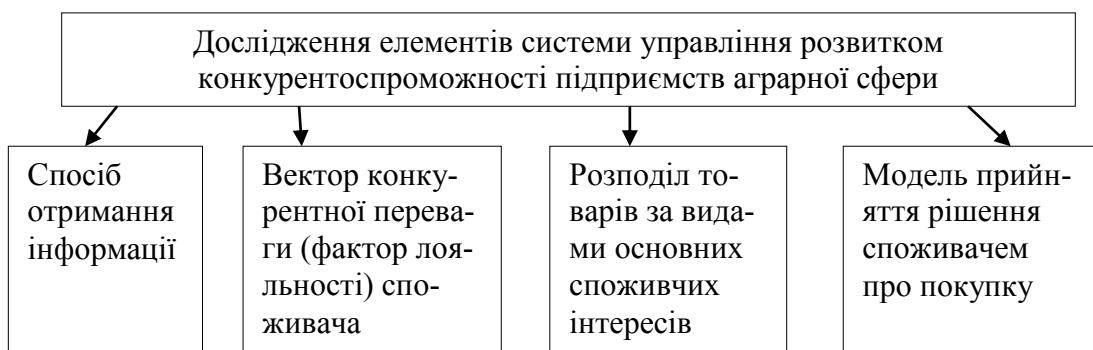 Дослідження елементів системи управління розвитком
конкурентоспроможності підприємств аграрної сфери
Спосіб
отримання
інформації
Вектор конку-
рентної перева-
ги (фактор лоя-
льності) спо-
живача
Розподіл то-
варів за вида-
ми основних
споживчих
інтересів
Модель прийн-
яття рішення
споживачем
про покупку